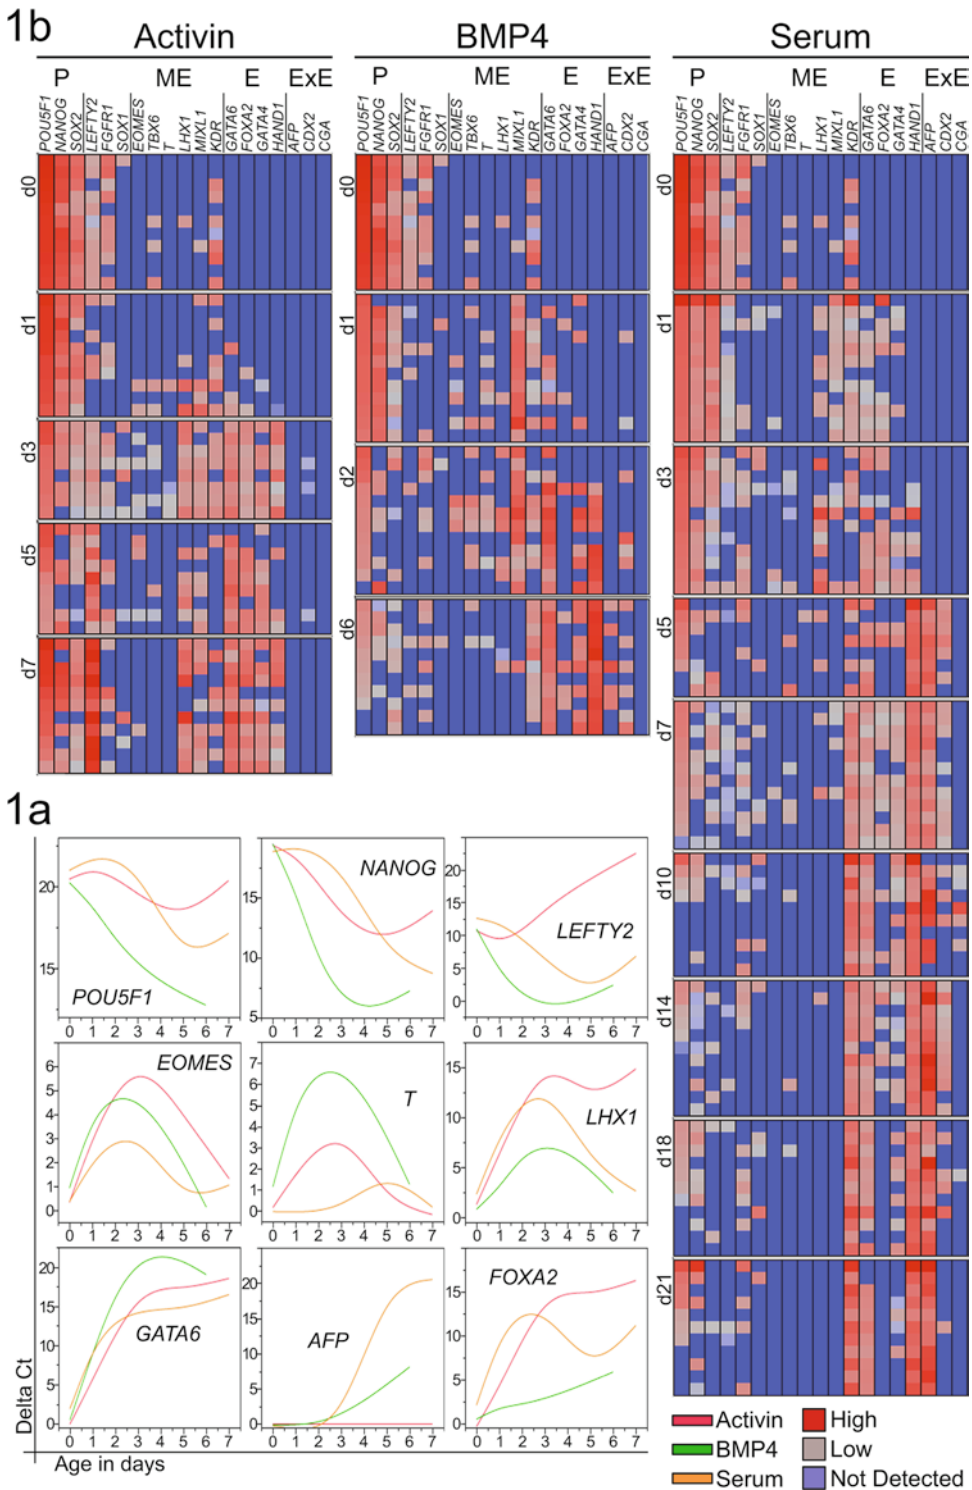 1b
Activin
BMP4
Serum
P ME E ExE
P ME E ExE
P ME E ExE
POU5F1 NANOG SOX2 LEFTY2 FGFR1 SOX1 EOMES TBX6 T LHX1 MIXL1 KDR GATA6 FOXA2 GATA4 HAND1 AFP CDX2 CGA
POU5F1 NANOG SOX2 LEFTY2 FGFR1 SOX1 EOMES TBX6 T LHX1 MIXL1 KDR GATA6 FOXA2 GATA4 HAND1 AFP CDX2 CGA
POU5F1 NANOG SOX2 LEFTY2 FGFR1 SOX1 EOMES TBX6 T LHX1 MIXL1 KDR GATA6 FOXA2 GATA4 HAND1 AFP CDX2 CGA
d0
d1
d3
d5
d7
d0
d1
d2
d6
d0
d1
d3
d5
d7
d10
d14
d18
d21
1a
20
15
POU5F1
0 1 2 3 4 5 6 7
15
10
5
NANOG
0 1 2 3 4 5 6 7
20
15
10
5
0
LEFTY2
0 1 2 3 4 5 6 7
6
5
4
3
2
1
0
EOMES
0 1 2 3 4 5 6 7
7
6
5
4
3
2
1
0
T
0 1 2 3 4 5 6 7
15
10
5
0
LHX1
0 1 2 3 4 5 6 7
20
15
10
5
0
GATA6
0 1 2 3 4 5 6 7
20
15
10
5
0
AFP
0 1 2 3 4 5 6 7
15
10
5
0
FOXA2
0 1 2 3 4 5 6 7
Delta Ct
Age in days
Activin
BMP4
Serum
High
Low
Not Detected